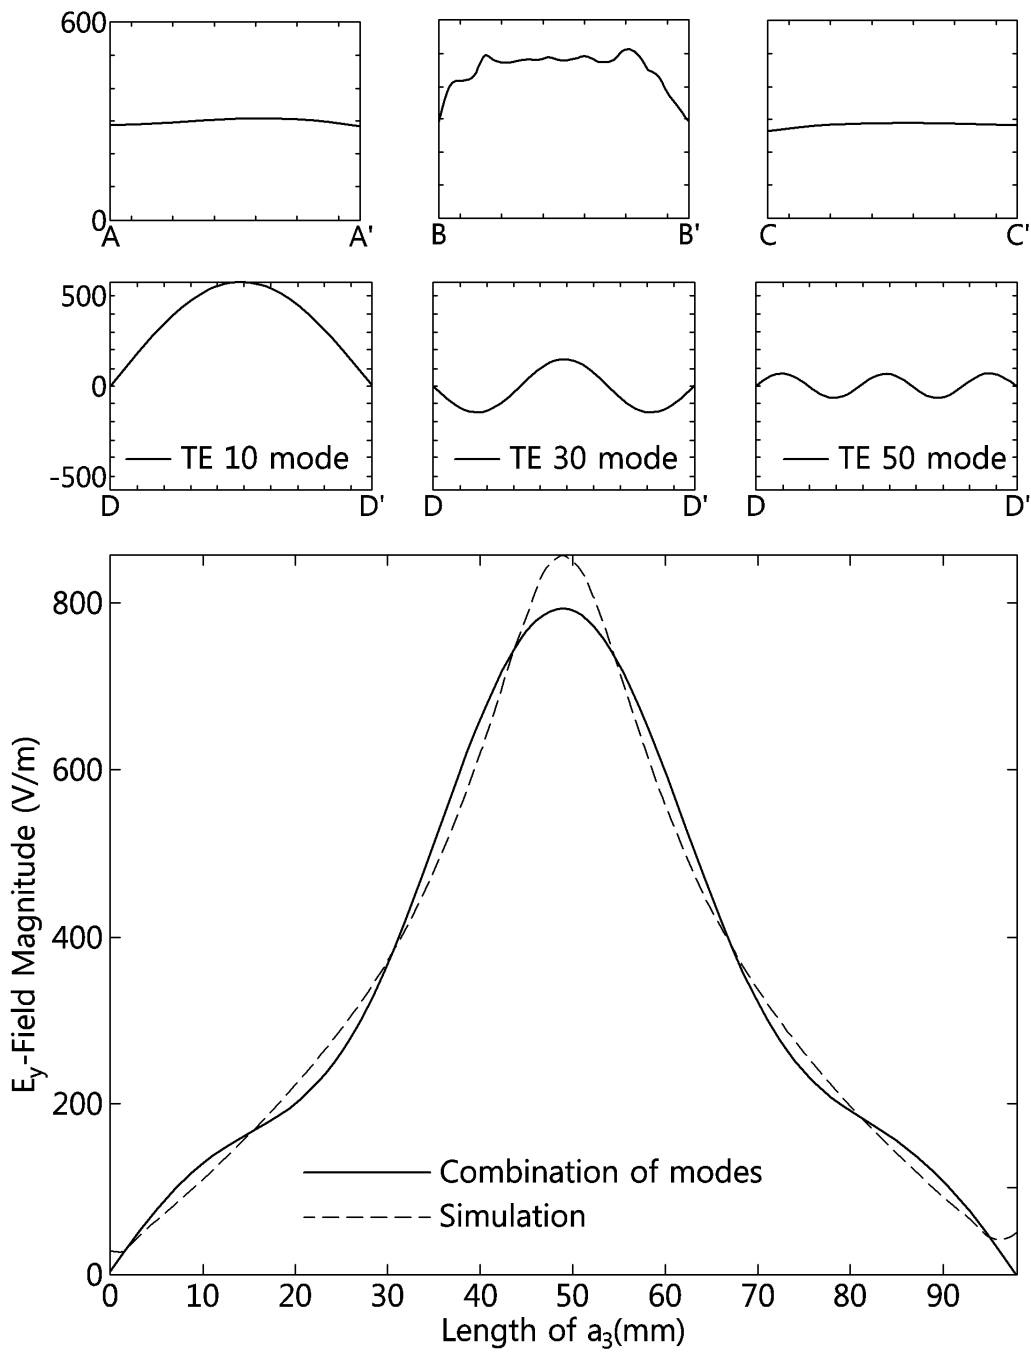 600
0
A A' B B' C C'
500
0
-500
TE 10 mode TE 30 mode TE 50 mode
D D' D D' D D'
800
600
400
200
0
Ey-Field Magnitude (V/m)
Combination of modes
Simulation
0 10 20 30 40 50 60 70 80 90
Length of a3(mm)